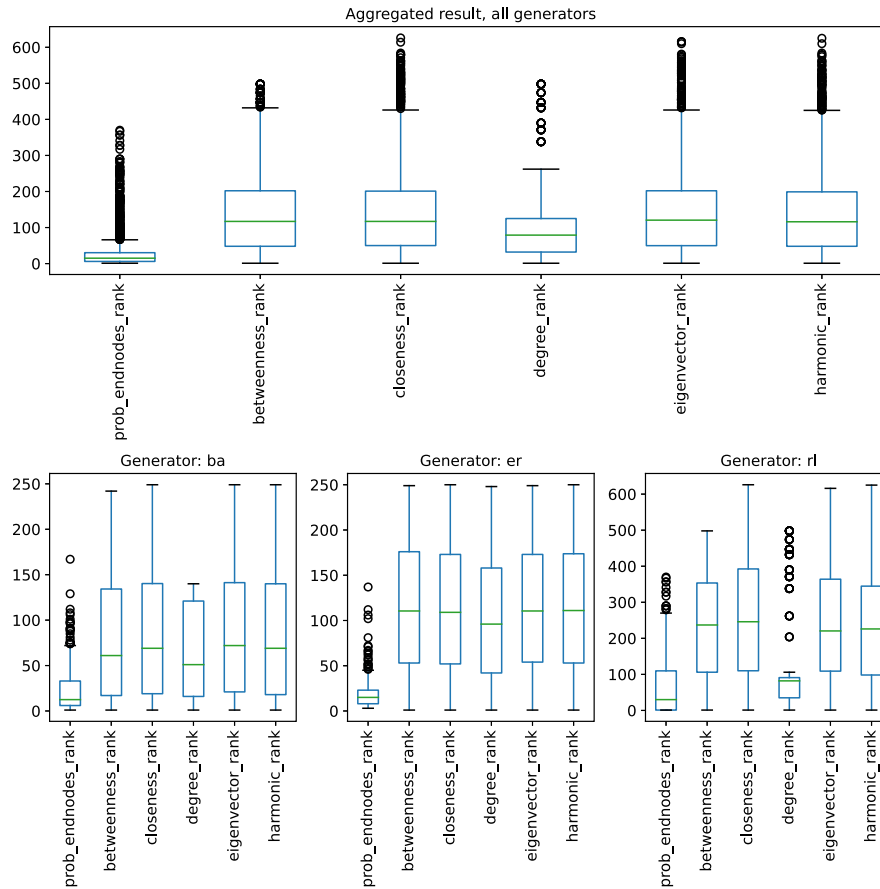 Aggregated result, all generators
600
500
400
300
200
100
0
prob_endnodes_rank
betweenness_rank
closeness_rank
degree_rank
eigenvector_rank
harmonic_rank
Generator: ba
250
200
150
100
50
0
prob_endnodes_rank
betweenness_rank
closeness_rank
degree_rank
eigenvector_rank
harmonic_rank
Generator: er
250
200
150
100
50
0
prob_endnodes_rank
betweenness_rank
closeness_rank
degree_rank
eigenvector_rank
harmonic_rank
Generator: rl
600
500
400
300
200
100
0
prob_endnodes_rank
betweenness_rank
closeness_rank
degree_rank
eigenvector_rank
harmonic_rank